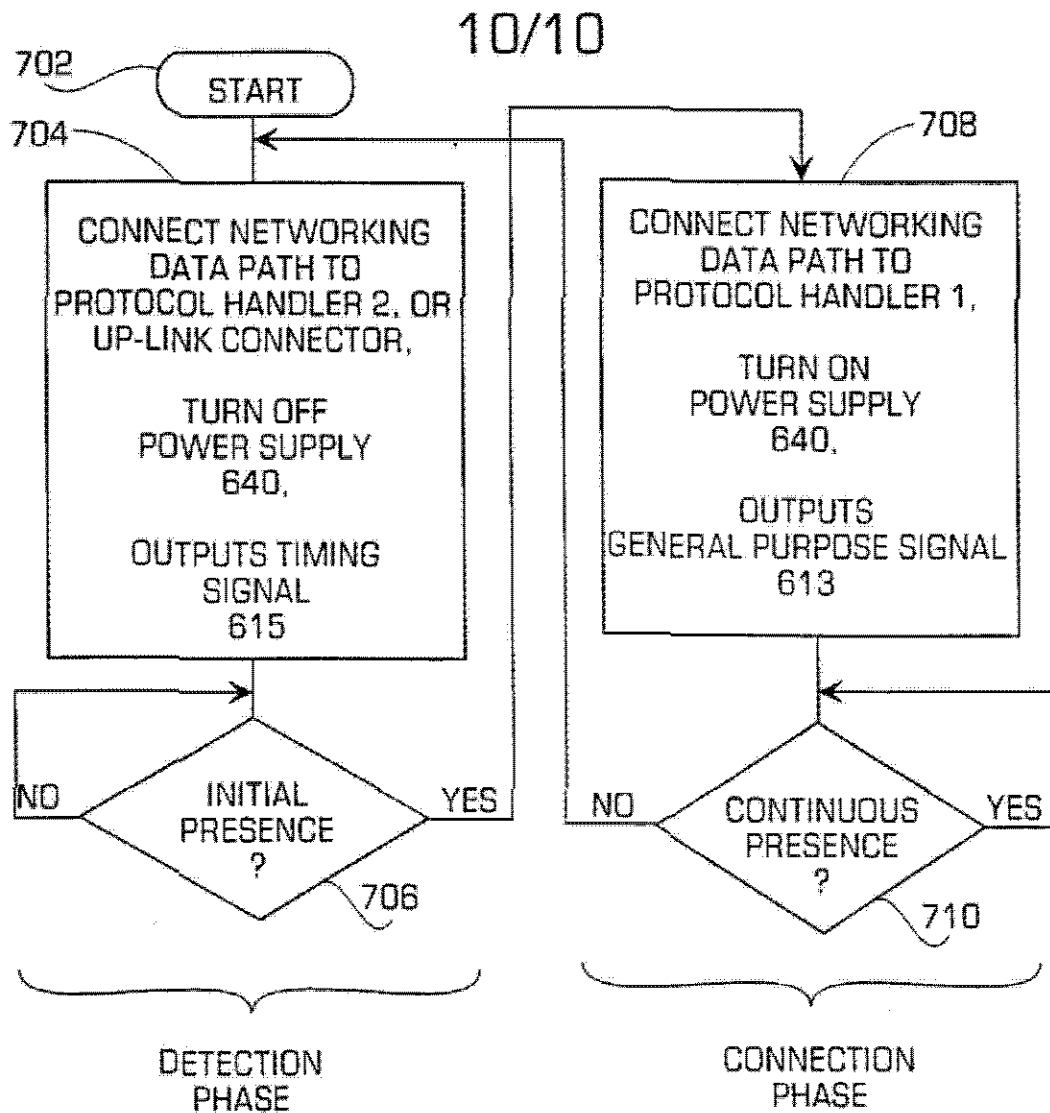 10/10
702
START
704
CONNECT NETWORKING
DATA PATH TO
PROTOCOL HANDLER 2, OR
UP-LINK CONNECTOR,
TURN OFF
POWER SUPPLY
640,
OUTPUTS TIMING
SIGNAL
615
NO
INITIAL
PRESENCE
?
YES
706
DETECTION
PHASE
708
CONNECT NETWORKING
DATA PATH TO
PROTOCOL HANDLER 1,
TURN ON
POWER SUPPLY
640,
OUTPUTS
GENERAL PURPOSE SIGNAL
613
NO
CONTINUOUS
PRESENCE
?
YES
710
CONNECTION
PHASE